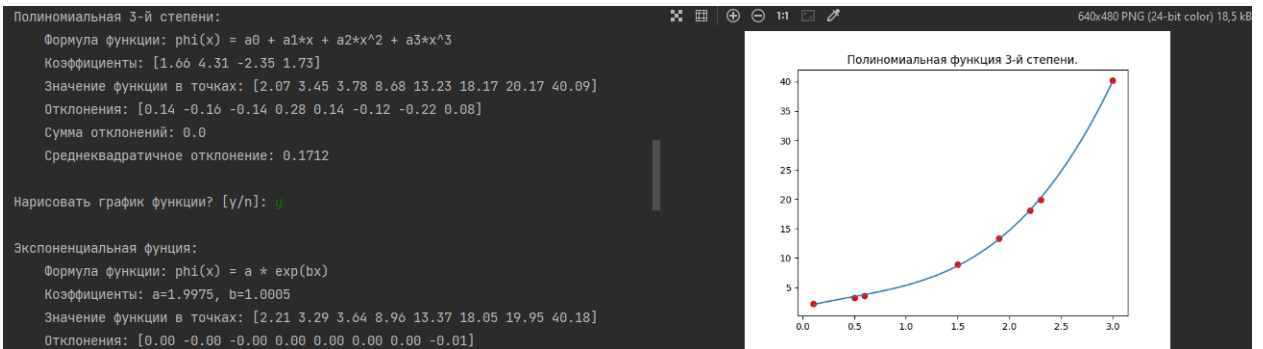 Полиномиальная 3-й степени:
Формула функции: phi(x) = a0 + a1*x + a2*x^2 + a3*x^3
Коэффициенты: [1.66 4.31 -2.35 1.73]
Значение функции в точках: [2.07 3.45 3.78 8.68 13.23 18.17 20.17 40.09]
Отклонения: [0.14 -0.16 -0.14 0.28 0.14 -0.12 -0.22 0.08]
Сумма отклонений: 0.0
Среднеквадратичное отклонение: 0.1712
Нарисовать график функции? [y/n]: y
Экспоненциальная фунция:
Формула функции: phi(x) = a * exp(bx)
Коэффициенты: a=1.9975, b=1.0005
Значение функции в точках: [2.21 3.29 3.64 8.96 13.37 18.05 19.95 40.18]
Отклонения: [0.00 -0.00 -0.00 0.00 0.00 0.00 0.00 -0.01]
1:1
640x480 PNG (24-bit color) 18,5 kB
Полиномиальная функция 3-й степени.
40
35
30
25
20
15
10
5
0.0 0.5 1.0 1.5 2.0 2.5 3.0